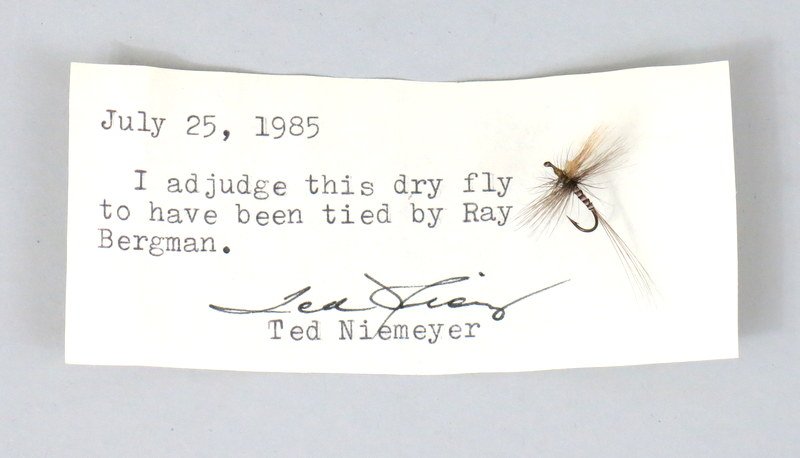 July 25, 1985
I adjudge this dry fly
to have been tied by Ray
Bergman.
Ted Niemeyer